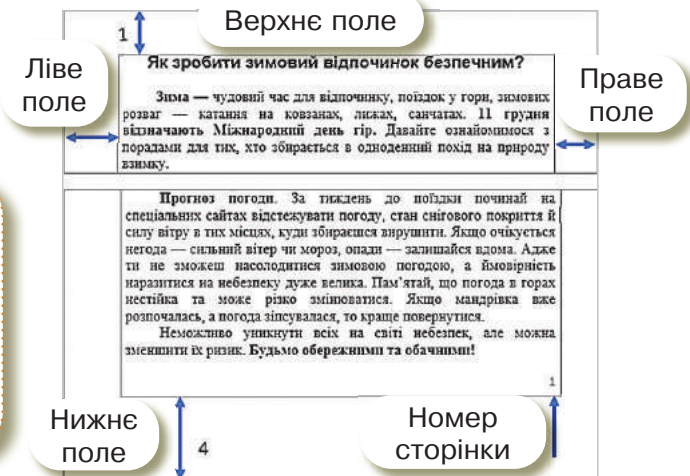 Верхнє поле
1
Ліве
поле
Праве
поле
Як зробити зимовий відпочинок безпечним?
Зима — чудовий час для відпочинку, поїздок у гори, зимових
розваг — катання на ковзанах, лижах, санчатах. 11 грудня
відзначають Міжнародний день гір. Давайте ознайомимося з
порадами для тих, хто збирається в одноденний похід на природу
взимку.
Прогноз погоди. За тиждень до поїздки починай на
спеціальних сайтах відстежувати погоду, стан снігового покриття й
силу вітру в тих місцях, куди збираєшся вирушити. Якщо очікується
негода — сильний вітер чи мороз, опади — залишайся вдома. Адже
ти не зможеш насолодитися зимовою погодою, а ймовірність
наразитися на небезпеку дуже велика. Пам’ятай, що погода в горах
нестійка та може різко змінюватися. Якщо мандрівка вже
розпочалась, а погода зіпсувалася, то краще повернутися.
Неможливо уникнути всіх на світі небезпек, але можна
зменшити їх ризик. Будьмо обережними та обачними!
1
Нижнє
поле
4
Номер
сторінки